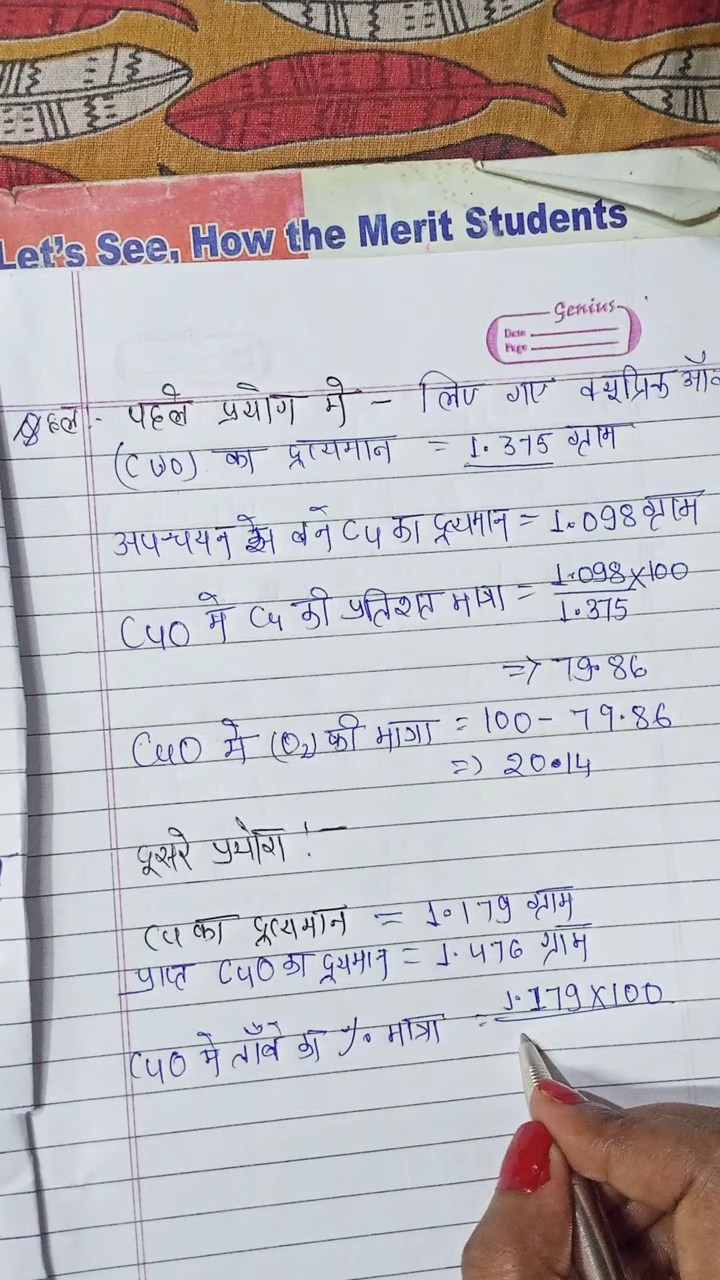 Let's See, How the Merit Students
Genius
Date
Page
हल:- पहले प्रयोग मे - लिए गए क्यूप्रिक
(CuO) का द्रव्यमान = 1.375 ग्राम
अपच्चयन से बने Cu का द्रव्यमान = 1.098 ग्राम
CuO मे Cu की प्रतिशत मात्रा = 1.098×100
1.375
=> 79.86
CuO मे (O₂) की मात्रा = 100 - 79.86
=> 20.14
दूसरे प्रयोग !-
Cu का द्रव्यमान = 1.179 ग्राम
प्राप्त CuO का द्रव्यमान = 1.476 ग्राम
CuO मे ताँबे की % मात्रा = 1.179×100